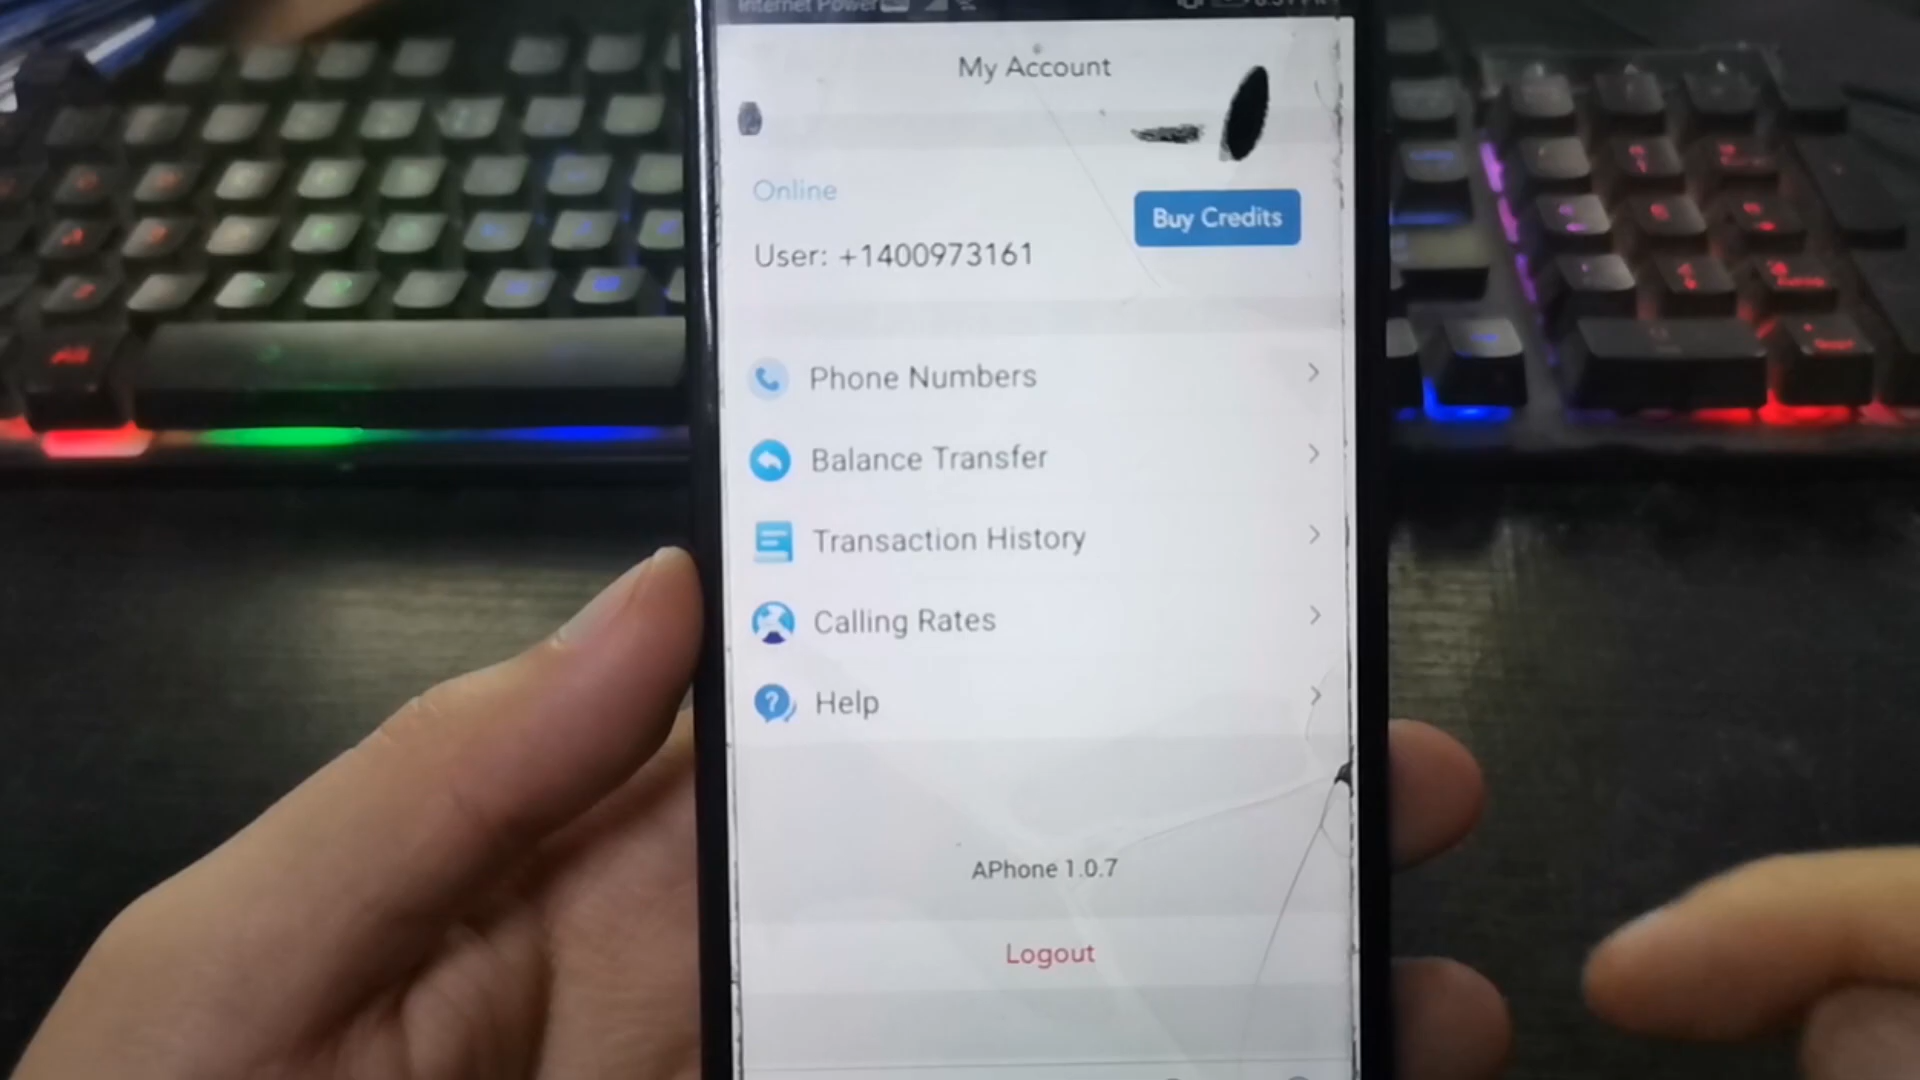 Internet Power
My Account
Online
Buy Credits
User: +1400973161
Phone Numbers
Balance Transfer
Transaction History
Calling Rates
Help
APhone 1.0.7
Logout
Alt